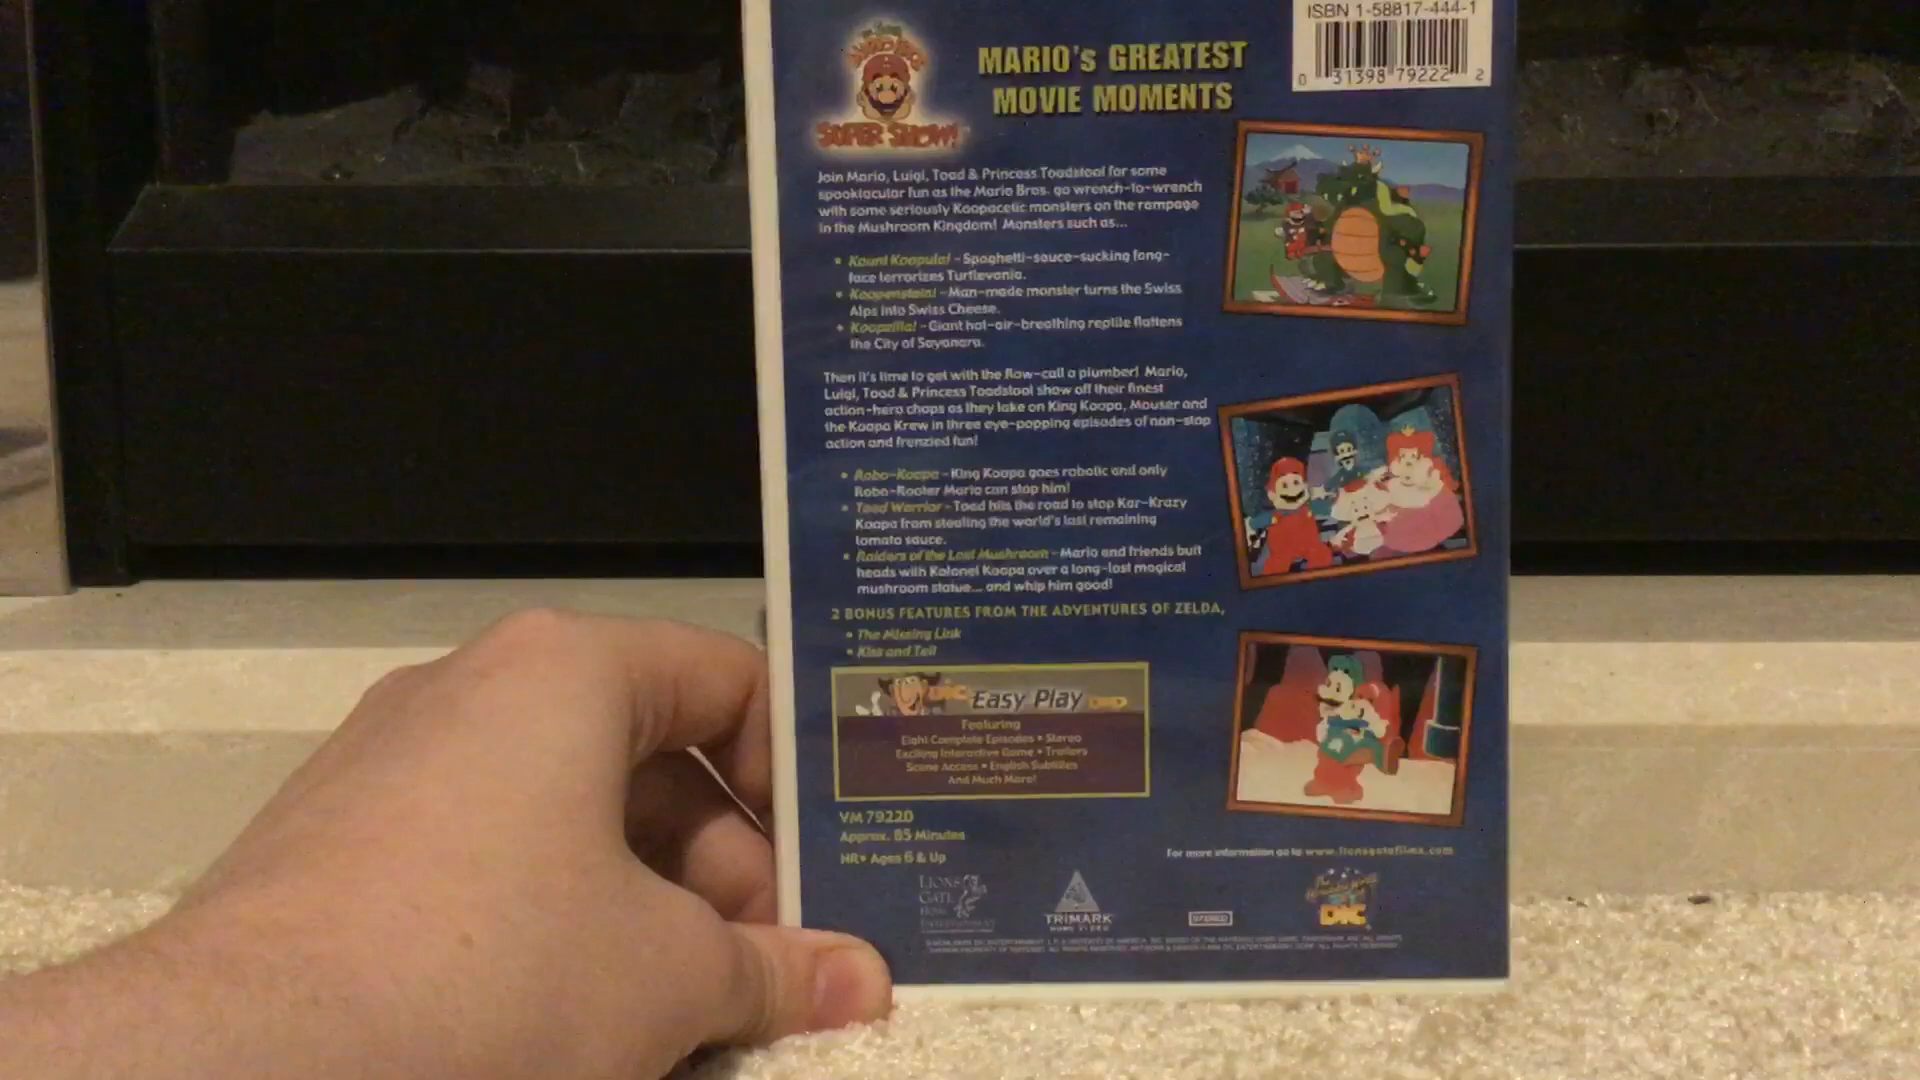 ISBN 1-58817-444-1
0 31398 79222 2
SUPER SHOW!
MARIO's GREATEST
MOVIE MOMENTS
Join Mario, Luigi, Toad & Princess Toadstool for some
spooktacular fun as the Mario Bros. go wrench-to-wrench
with some seriously Koopacetic monsters on the rampage
in the Mushroom Kingdom! Monsters such as...
• Kount Koopula! - Spaghetti-sauce-sucking fang-
face terrorizes Turtlevania.
• Koopenstein! - Man-made monster turns the Swiss
Alps into Swiss Cheese.
• Koopzilla! - Giant hot-air-breathing reptile flattens
the City of Sayonara.
Then it's time to get with the flow-call a plumber! Mario,
Luigi, Toad & Princess Toadstool show off their finest
action-hero chops as they take on King Koopa, Mouser and
the Koopa Krew in three eye-popping episodes of non-stop
action and frenzied fun!
• Robo-Koopa - King Koopa goes robotic and only
Robo-Rooter Mario can stop him!
• Toad Warrior - Toad hits the road to stop Kar-Krazy
Koopa from stealing the world's last remaining
tomato sauce.
• Raiders of the Lost Mushroom - Mario and friends butt
heads with Kolonel Koopa over a long-lost magical
mushroom statue... and whip him good!
2 BONUS FEATURES FROM THE ADVENTURES OF ZELDA,
• The Missing Link
• Kiss and Tell
DIC Easy Play DVD
Featuring
Eight Complete Episodes • Stereo
Exciting Interactive Game • Trailers
Scene Access • English Subtitles
And Much More!
VM 79220
Approx. 85 Minutes
NR• Ages 6 & Up
For more information go to www.lionsgatefilms.com
LIONS
GATE
HOME
ENTERTAINMENT
TRIMARK
HOME VIDEO
STEREO
DIC